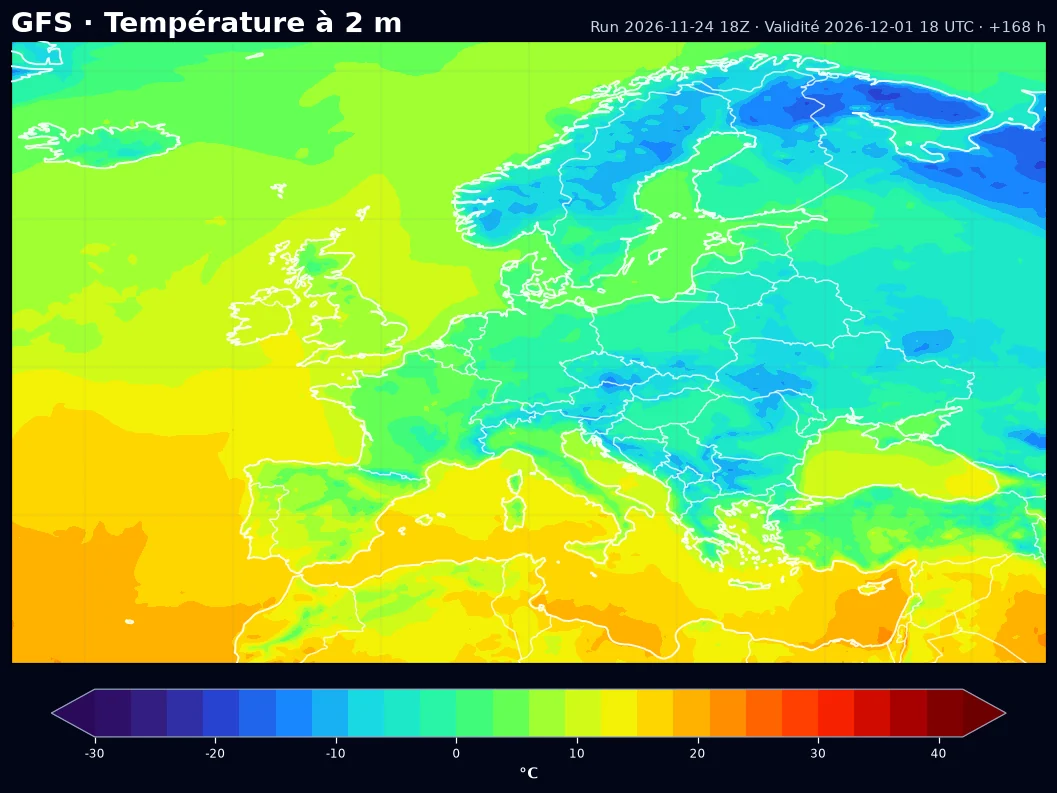 GFS · Température à 2 m
Run 2026-11-24 18Z · Validité 2026-12-01 18 UTC · +168 h
-30 -20 -10 0 10 20 30 40
°C